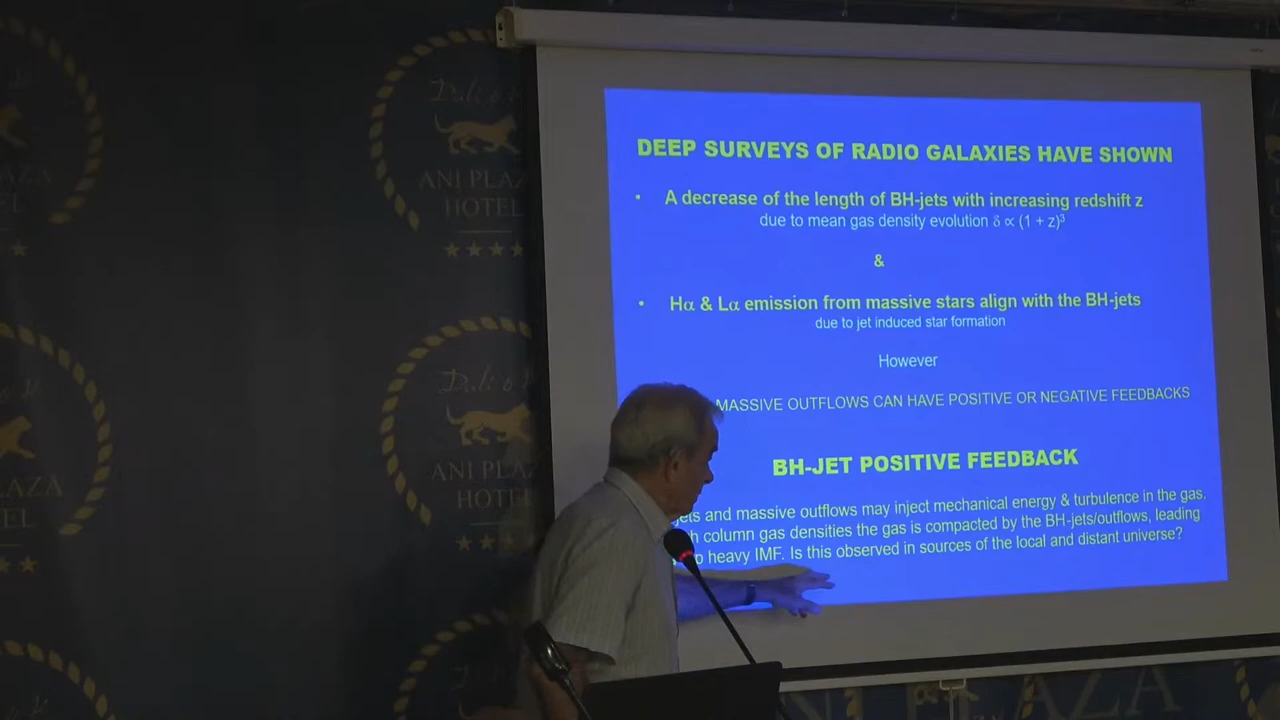 DEEP SURVEYS OF RADIO GALAXIES HAVE SHOWN
• A decrease of the length of BH-jets with increasing redshift z
due to mean gas density evolution δ ∝ (1 + z)³
&
• Hα & Lα emission from massive stars align with the BH-jets
due to jet induced star formation
However
MASSIVE OUTFLOWS CAN HAVE POSITIVE OR NEGATIVE FEEDBACKS
BH-JET POSITIVE FEEDBACK
jets and massive outflows may inject mechanical energy & turbulence in the gas.
column gas densities the gas is compacted by the BH-jets/outflows, leading
heavy IMF. Is this observed in sources of the local and distant universe?
ANI PLAZA
HOTEL
★★★★
ANI PLAZA
HOTEL
★★★
PLAZA